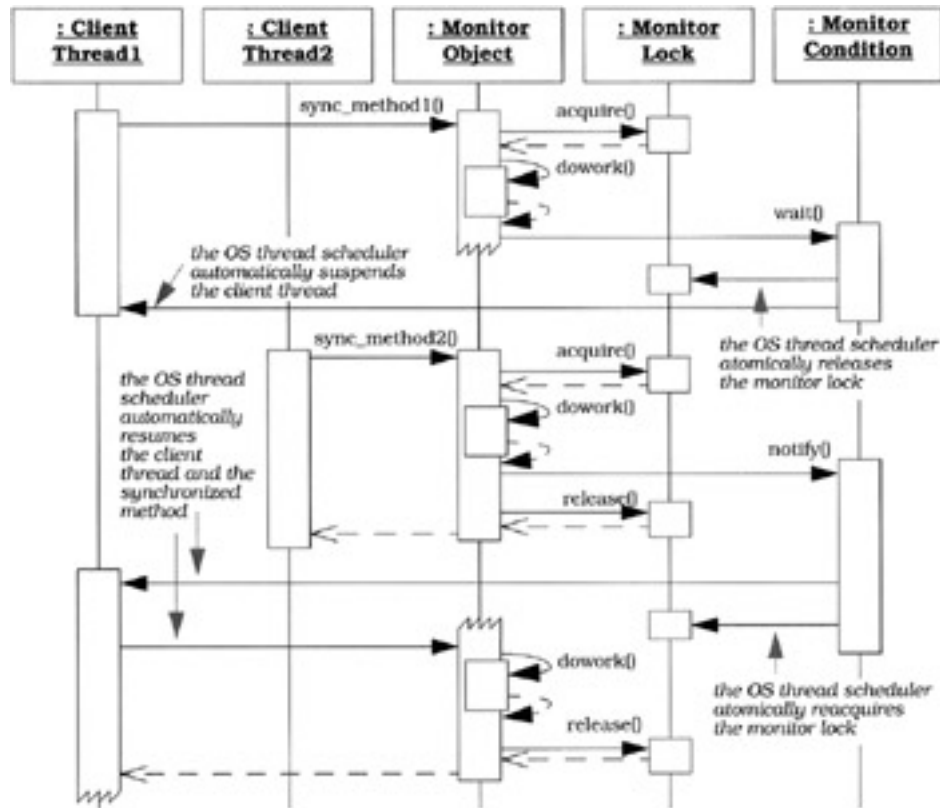 : Client
Thread1
: Client
Thread2
: Monitor
Object
: Monitor
Lock
: Monitor
Condition
sync_method1()
acquire()
dowork()
wait()
the OS thread scheduler
automatically suspends
the client thread
the OS thread scheduler
atomically releases
the monitor lock
sync_method2()
acquire()
the OS thread
scheduler
automatically
resumes
the client
thread and the
synchronized
method
dowork()
notify()
release()
dowork()
the OS thread scheduler
atomically reacquires
the monitor lock
release()